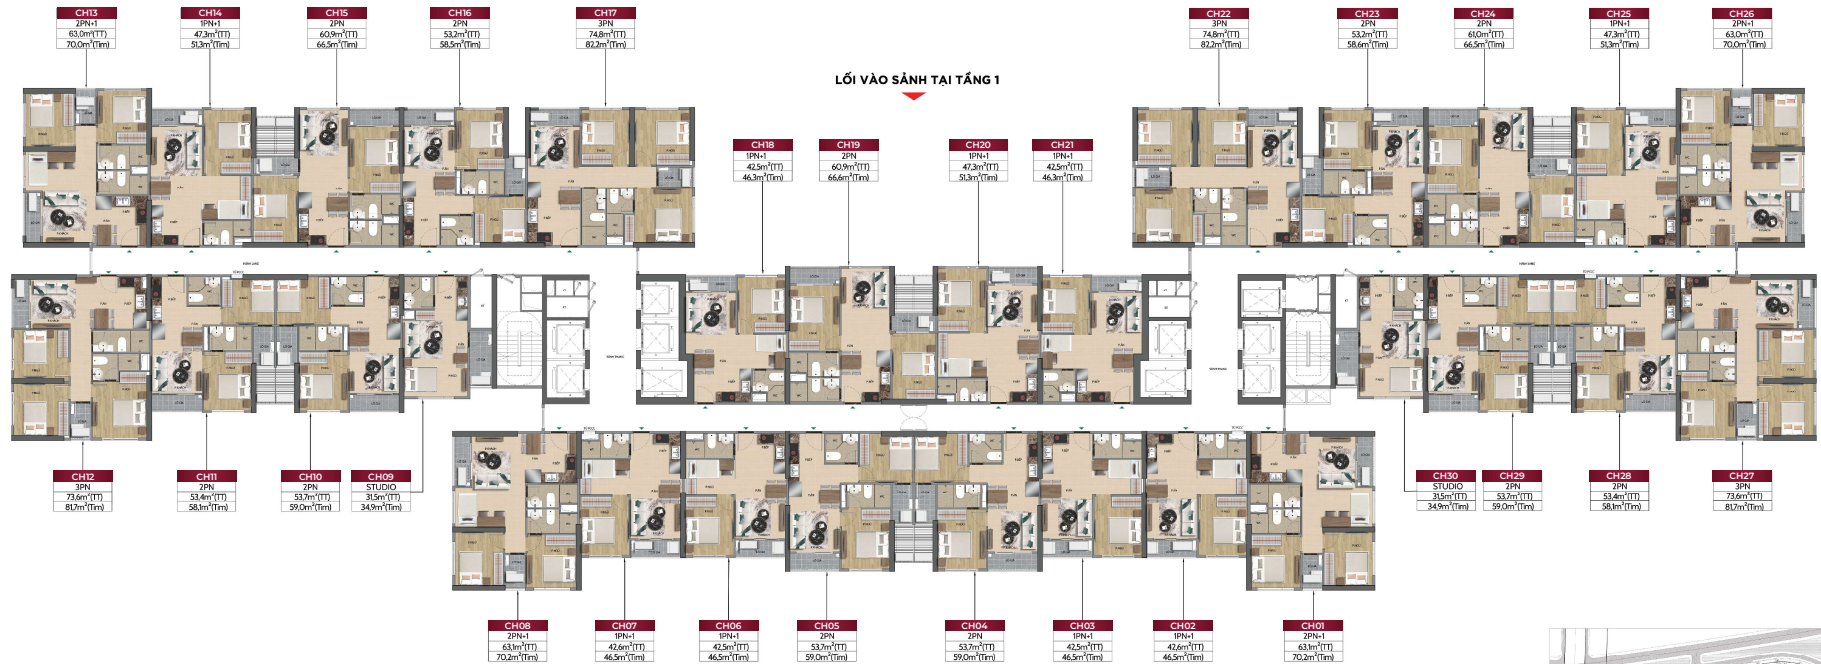 CH13
2PN+1
63,0m²(TT)
70,0m²(Tim)
CH14
1PN+1
47,3m²(TT)
51,3m²(Tim)
CH15
2PN
60,9m²(TT)
66,5m²(Tim)
CH16
2PN
53,2m²(TT)
58,5m²(Tim)
CH17
3PN
74,8m²(TT)
82,2m²(Tim)
CH22
3PN
74,8m²(TT)
82,2m²(Tim)
CH23
2PN
53,2m²(TT)
58,6m²(Tim)
CH24
2PN
61,0m²(TT)
66,5m²(Tim)
CH25
1PN+1
47,3m²(TT)
51,3m²(Tim)
CH26
2PN+1
63,0m²(TT)
70,0m²(Tim)
LỐI VÀO SẢNH TẠI TẦNG 1
CH18
1PN+1
42,5m²(TT)
46,3m²(Tim)
CH19
2PN
60,9m²(TT)
66,6m²(Tim)
CH20
1PN+1
47,3m²(TT)
51,3m²(Tim)
CH21
1PN+1
42,5m²(TT)
46,3m²(Tim)
CH12
3PN
73,6m²(TT)
81,7m²(Tim)
CH11
2PN
53,4m²(TT)
58,1m²(Tim)
CH10
2PN
53,7m²(TT)
59,0m²(Tim)
CH09
STUDIO
31,5m²(TT)
34,9m²(Tim)
CH30
STUDIO
31,5m²(TT)
34,9m²(Tim)
CH29
2PN
53,7m²(TT)
59,0m²(Tim)
CH28
2PN
53,4m²(TT)
58,1m²(Tim)
CH27
3PN
73,6m²(TT)
81,7m²(Tim)
CH08
2PN+1
63,1m²(TT)
70,2m²(Tim)
CH07
1PN+1
42,6m²(TT)
46,5m²(Tim)
CH06
1PN+1
42,5m²(TT)
46,5m²(Tim)
CH05
2PN
53,7m²(TT)
59,0m²(Tim)
CH04
2PN
53,7m²(TT)
59,0m²(Tim)
CH03
1PN+1
42,5m²(TT)
46,5m²(Tim)
CH02
1PN+1
42,6m²(TT)
46,5m²(Tim)
CH01
2PN+1
63,1m²(TT)
70,2m²(Tim)